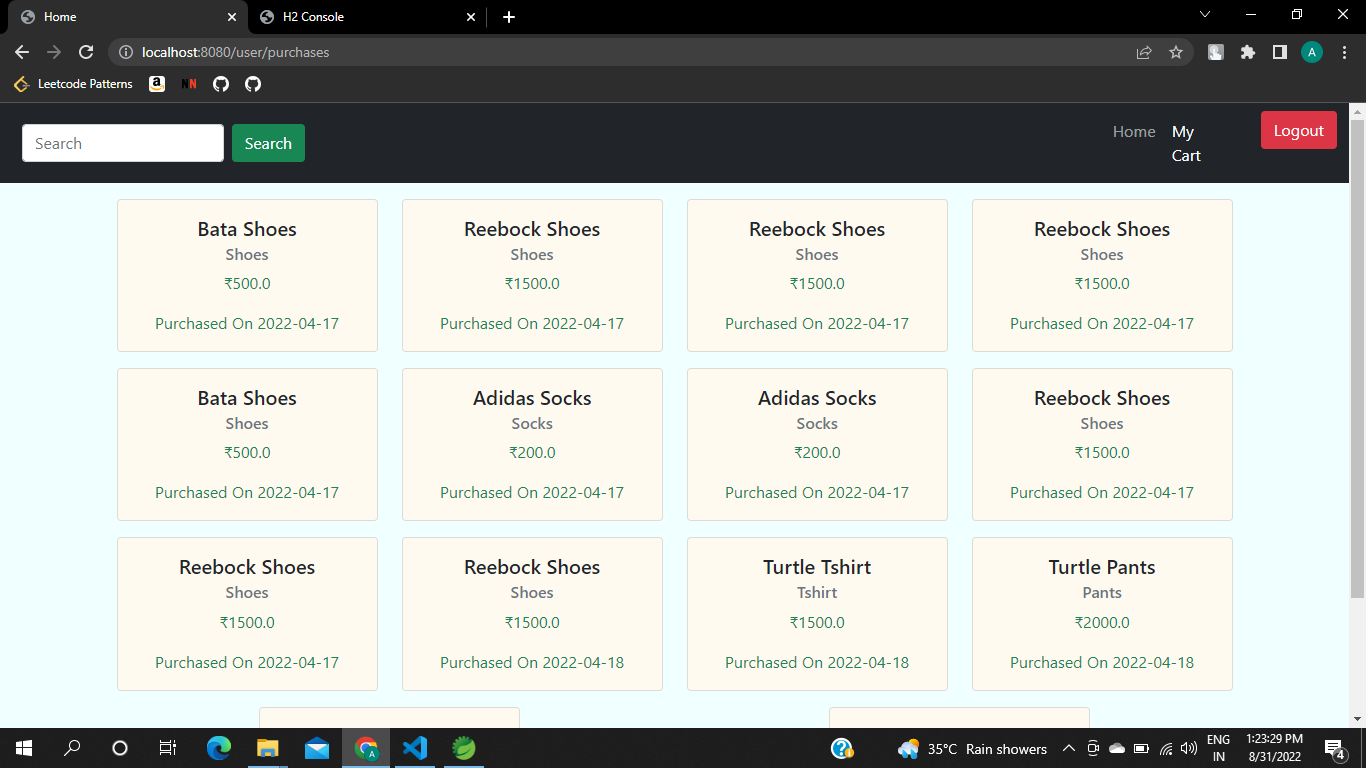 Home
H2 Console
localhost:8080/user/purchases
A
Leetcode Patterns
a
NN
Search
Search
Home
My
Cart
Logout
Bata Shoes
Shoes
₹500.0
Purchased On 2022-04-17
Reebock Shoes
Shoes
₹1500.0
Purchased On 2022-04-17
Reebock Shoes
Shoes
₹1500.0
Purchased On 2022-04-17
Reebock Shoes
Shoes
₹1500.0
Purchased On 2022-04-17
Bata Shoes
Shoes
₹500.0
Purchased On 2022-04-17
Adidas Socks
Socks
₹200.0
Purchased On 2022-04-17
Adidas Socks
Socks
₹200.0
Purchased On 2022-04-17
Reebock Shoes
Shoes
₹1500.0
Purchased On 2022-04-17
Reebock Shoes
Shoes
₹1500.0
Purchased On 2022-04-17
Reebock Shoes
Shoes
₹1500.0
Purchased On 2022-04-18
Turtle Tshirt
Tshirt
₹1500.0
Purchased On 2022-04-18
Turtle Pants
Pants
₹2000.0
Purchased On 2022-04-18
A
35°C Rain showers
ENG
IN
1:23:29 PM
8/31/2022
4